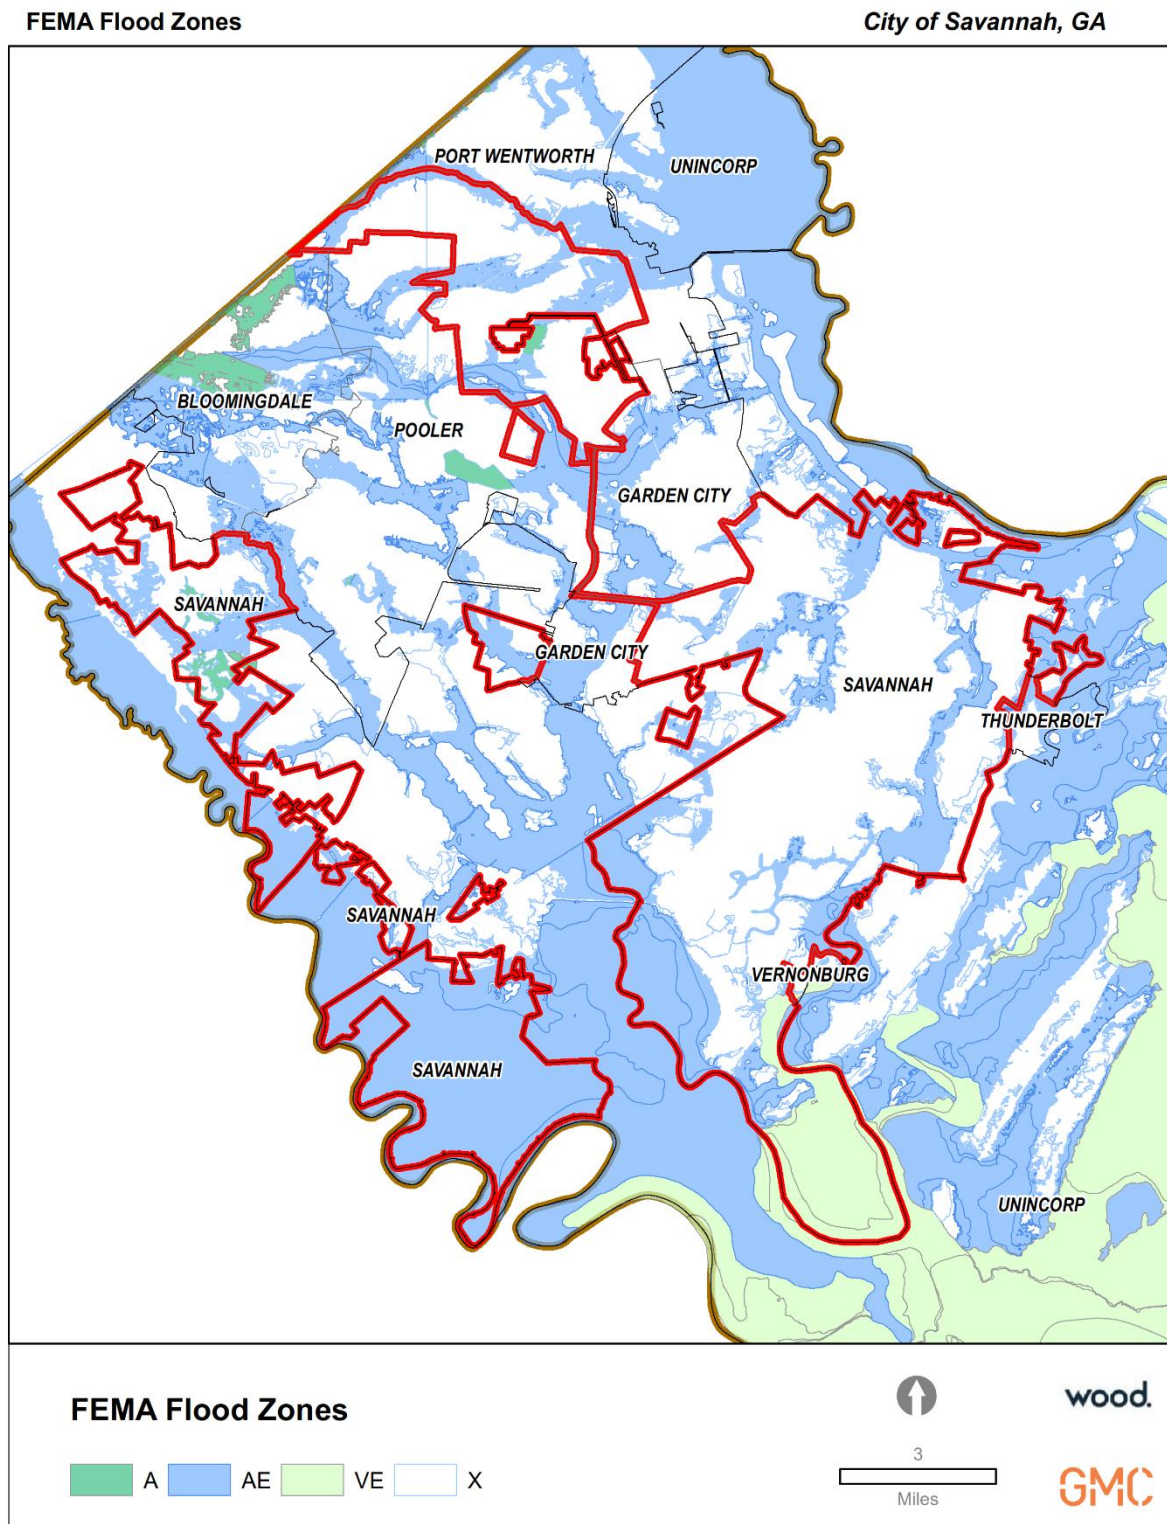 FEMA Flood Zones
City of Savannah, GA
PORT WENTWORTH
UNINCORP
BLOOMINGDALE
POOLER
GARDEN CITY
SAVANNAH
GARDEN CITY
SAVANNAH
THUNDERBOLT
SAVANNAH
VERNONBURG
SAVANNAH
UNINCORP
FEMA Flood Zones
A
AE
VE
X
3
Miles
wood.
GMC